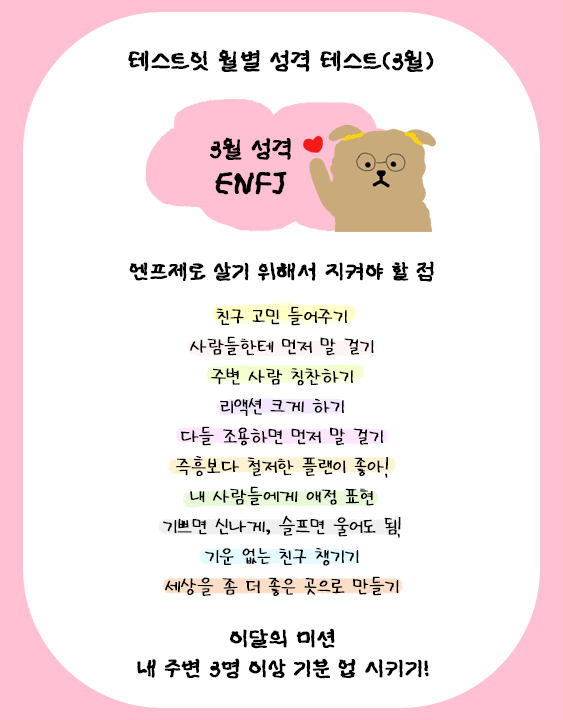 테스트잇 월별 성격 테스트(3월)
3월 성격
ENFJ
엔프제로 살기 위해서 지켜야 할 점
친구 고민 들어주기
사람들한테 먼저 말 걸기
주변 사람 칭찬하기
리액션 크게 하기
다들 조용하면 먼저 말 걸기
즉흥보다 철저한 플랜이 좋아!
내 사람들에게 애정 표현
기쁘면 신나게, 슬프면 울어도 됨!
기운 없는 친구 챙기기
세상을 좀 더 좋은 곳으로 만들기
이달의 미션
내 주변 3명 이상 기분 업 시키기!